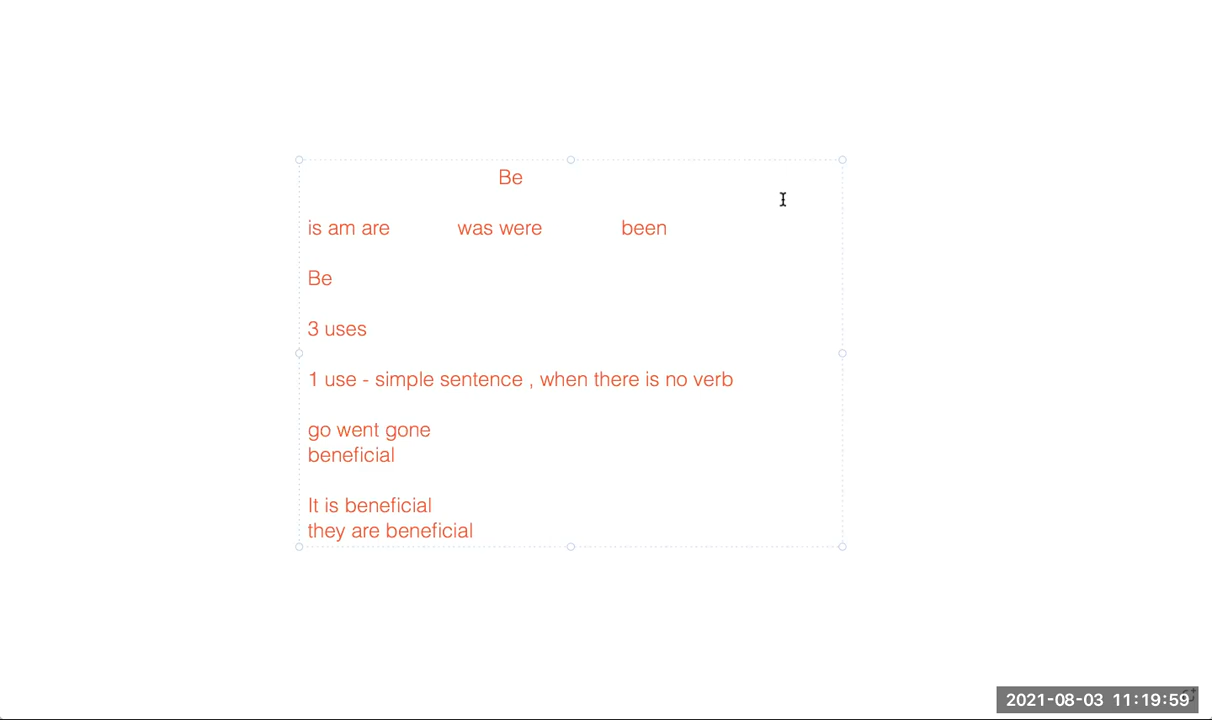 Be
is am are was were been
Be
3 uses
1 use - simple sentence , when there is no verb
go went gone
beneficial
It is beneficial
they are beneficial
2021-08-03 11:19:59